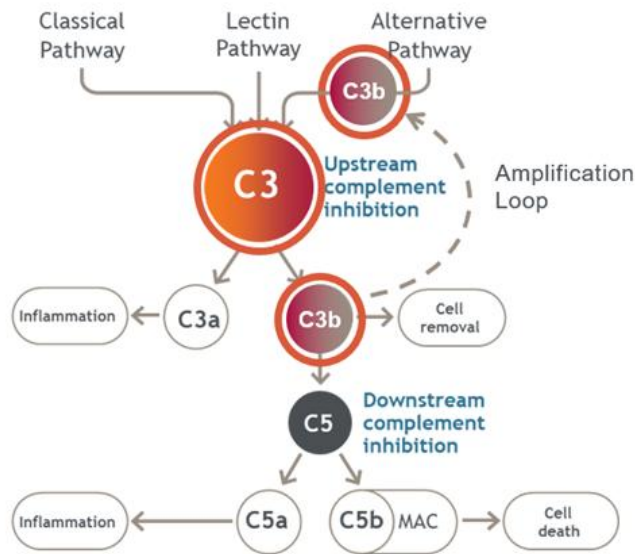 Classical
Pathway
Lectin
Pathway
Alternative
Pathway
C3b
C3
Upstream
complement
inhibition
Amplification
Loop
Inflammation
C3a
C3b
Cell
removal
C5
Downstream
complement
inhibition
Inflammation
C5a
C5b
MAC
Cell
death